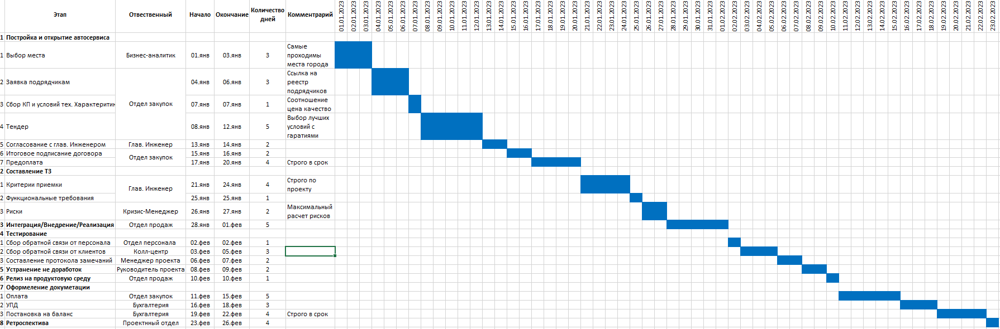 Этап Отвественный Начало Окончание Количество дней Комментрарий 01.01.2023 02.01.2023 03.01.2023 04.01.2023 05.01.2023 06.01.2023 07.01.2023 08.01.2023 09.01.2023 10.01.2023 11.01.2023 12.01.2023 13.01.2023 14.01.2023 15.01.2023 16.01.2023 17.01.2023 18.01.2023 19.01.2023 20.01.2023 21.01.2023 22.01.2023 23.01.2023 24.01.2023 25.01.2023 26.01.2023 27.01.2023 28.01.2023 29.01.2023 30.01.2023 31.01.2023 01.02.2023 02.02.2023 03.02.2023 04.02.2023 05.02.2023 06.02.2023 07.02.2023 08.02.2023 09.02.2023 10.02.2023 11.02.2023 12.02.2023 13.02.2023 14.02.2023 15.02.2023 16.02.2023 17.02.2023 18.02.2023 19.02.2023 20.02.2023 21.02.2023 22.02.2023 23.02.2023
1 Постройка и открытие автосервиса
1 Выбор места Бизнес-аналитик 01.янв 03.янв 3 Самые проходимы места города
2 Заявка подрядчикам 04.янв 06.янв 3 Ссылка на реестр подрядчиков
3 Сбор КП и условий тех. Характеритик Отдел закупок 07.янв 07.янв 1 Соотношение цена качество
4 Тендер 08.янв 12.янв 5 Выбор лучших условий с гаратиями
5 Согласование с глав. Инженером Глав. Инженер 13.янв 14.янв 2
6 Итоговое подписание договора 15.янв 16.янв 2
Отдел закупок
7 Предоплата 17.янв 20.янв 4 Строго в срок
2 Составление ТЗ
1 Критерии приемки 21.янв 24.янв 4 Строго по проекту
Глав. Инженер
2 Функциональные требования 25.янв 25.янв 1
3 Риски Кризис-Менеджер 26.янв 27.янв 2 Максимальный расчет рисков
3 Интеграция/Внедрение/Реализация Отдел продаж 28.янв 01.фев 5
4 Тестирование
1 Сбор обратной связи от персонала Отдел персонала 02.фев 02.фев 1
2 Сбор обратной связи от клиентов Колл-центр 03.фев 05.фев 3
3 Составление протокола замечаний Менеджер проекта 06.фев 07.фев 2
5 Устранение не доработок Руководитель проекта 08.фев 09.фев 2
6 Релиз на продуктовую среду Отдел продаж 10.фев 10.фев 1
7 Оформеление докуметации
1 Оплата Отдел закупок 11.фев 15.фев 5
2 УПД Бухгалтерия 16.фев 18.фев 3
3 Постановка на баланс Бухгалтерия 19.фев 22.фев 4 Строго в срок
8 Ретроспектива Проектнный отдел 23.фев 26.фев 4